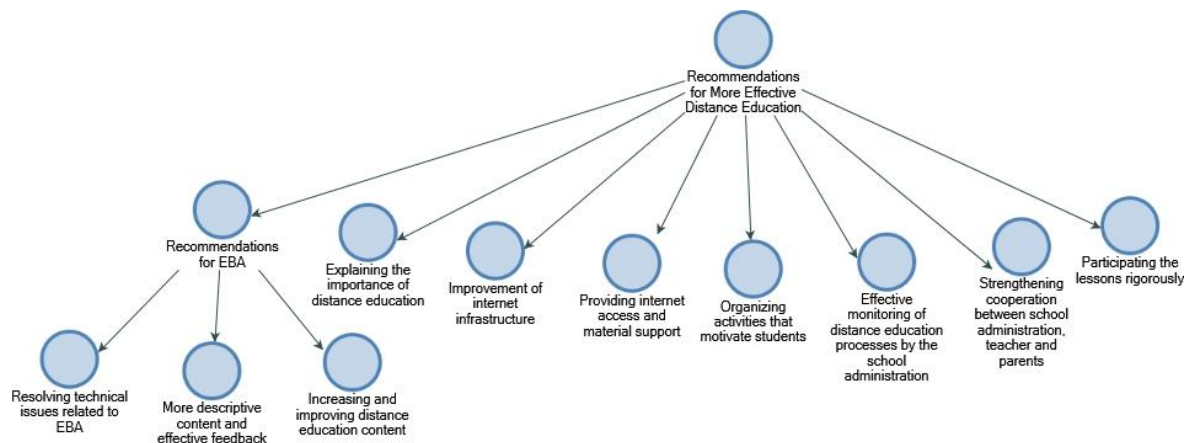 Recommendations
for More Effective
Distance Education
Recommendations
for EBA
Explaining the
importance of
distance education
Improvement of
internet
infrastructure
Providing internet
access and
material support
Organizing
activities that
motivate students
Effective
monitoring of
distance education
processes by the
school
administration
Strengthening
cooperation
between school
administration,
teacher and
parents
Participating the
lessons rigorously
Resolving technical
issues related to
EBA
More descriptive
content and
effective feedback
Increasing and
improving distance
education content